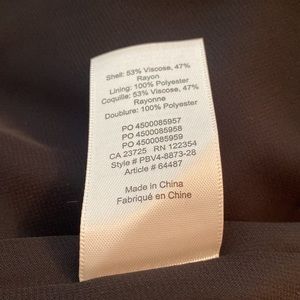 Shell: 53% Viscose, 47%
Rayon
Lining: 100% Polyester
Coquille: 53% Viscose, 47%
Rayonne
Doublure: 100% Polyester
PO 4500085957
PO 4500085958
PO 4500085959
CA 23725 RN 122354
Style # PBV4-8873-28
Article # 64487
Made in China
Fabriqué en Chine